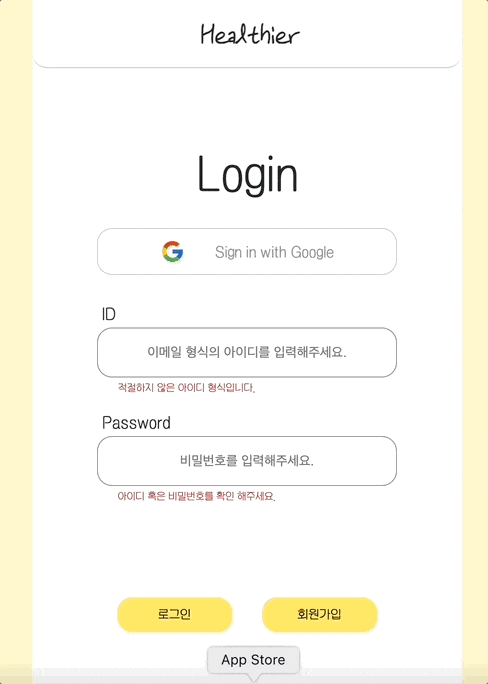 Healthier
Login
Sign in with Google
ID
이메일 형식의 아이디를 입력해주세요.
적절하지 않은 아이디 형식입니다.
Password
비밀번호를 입력해주세요.
아이디 혹은 비밀번호를 확인 해주세요.
로그인 회원가입
App Store